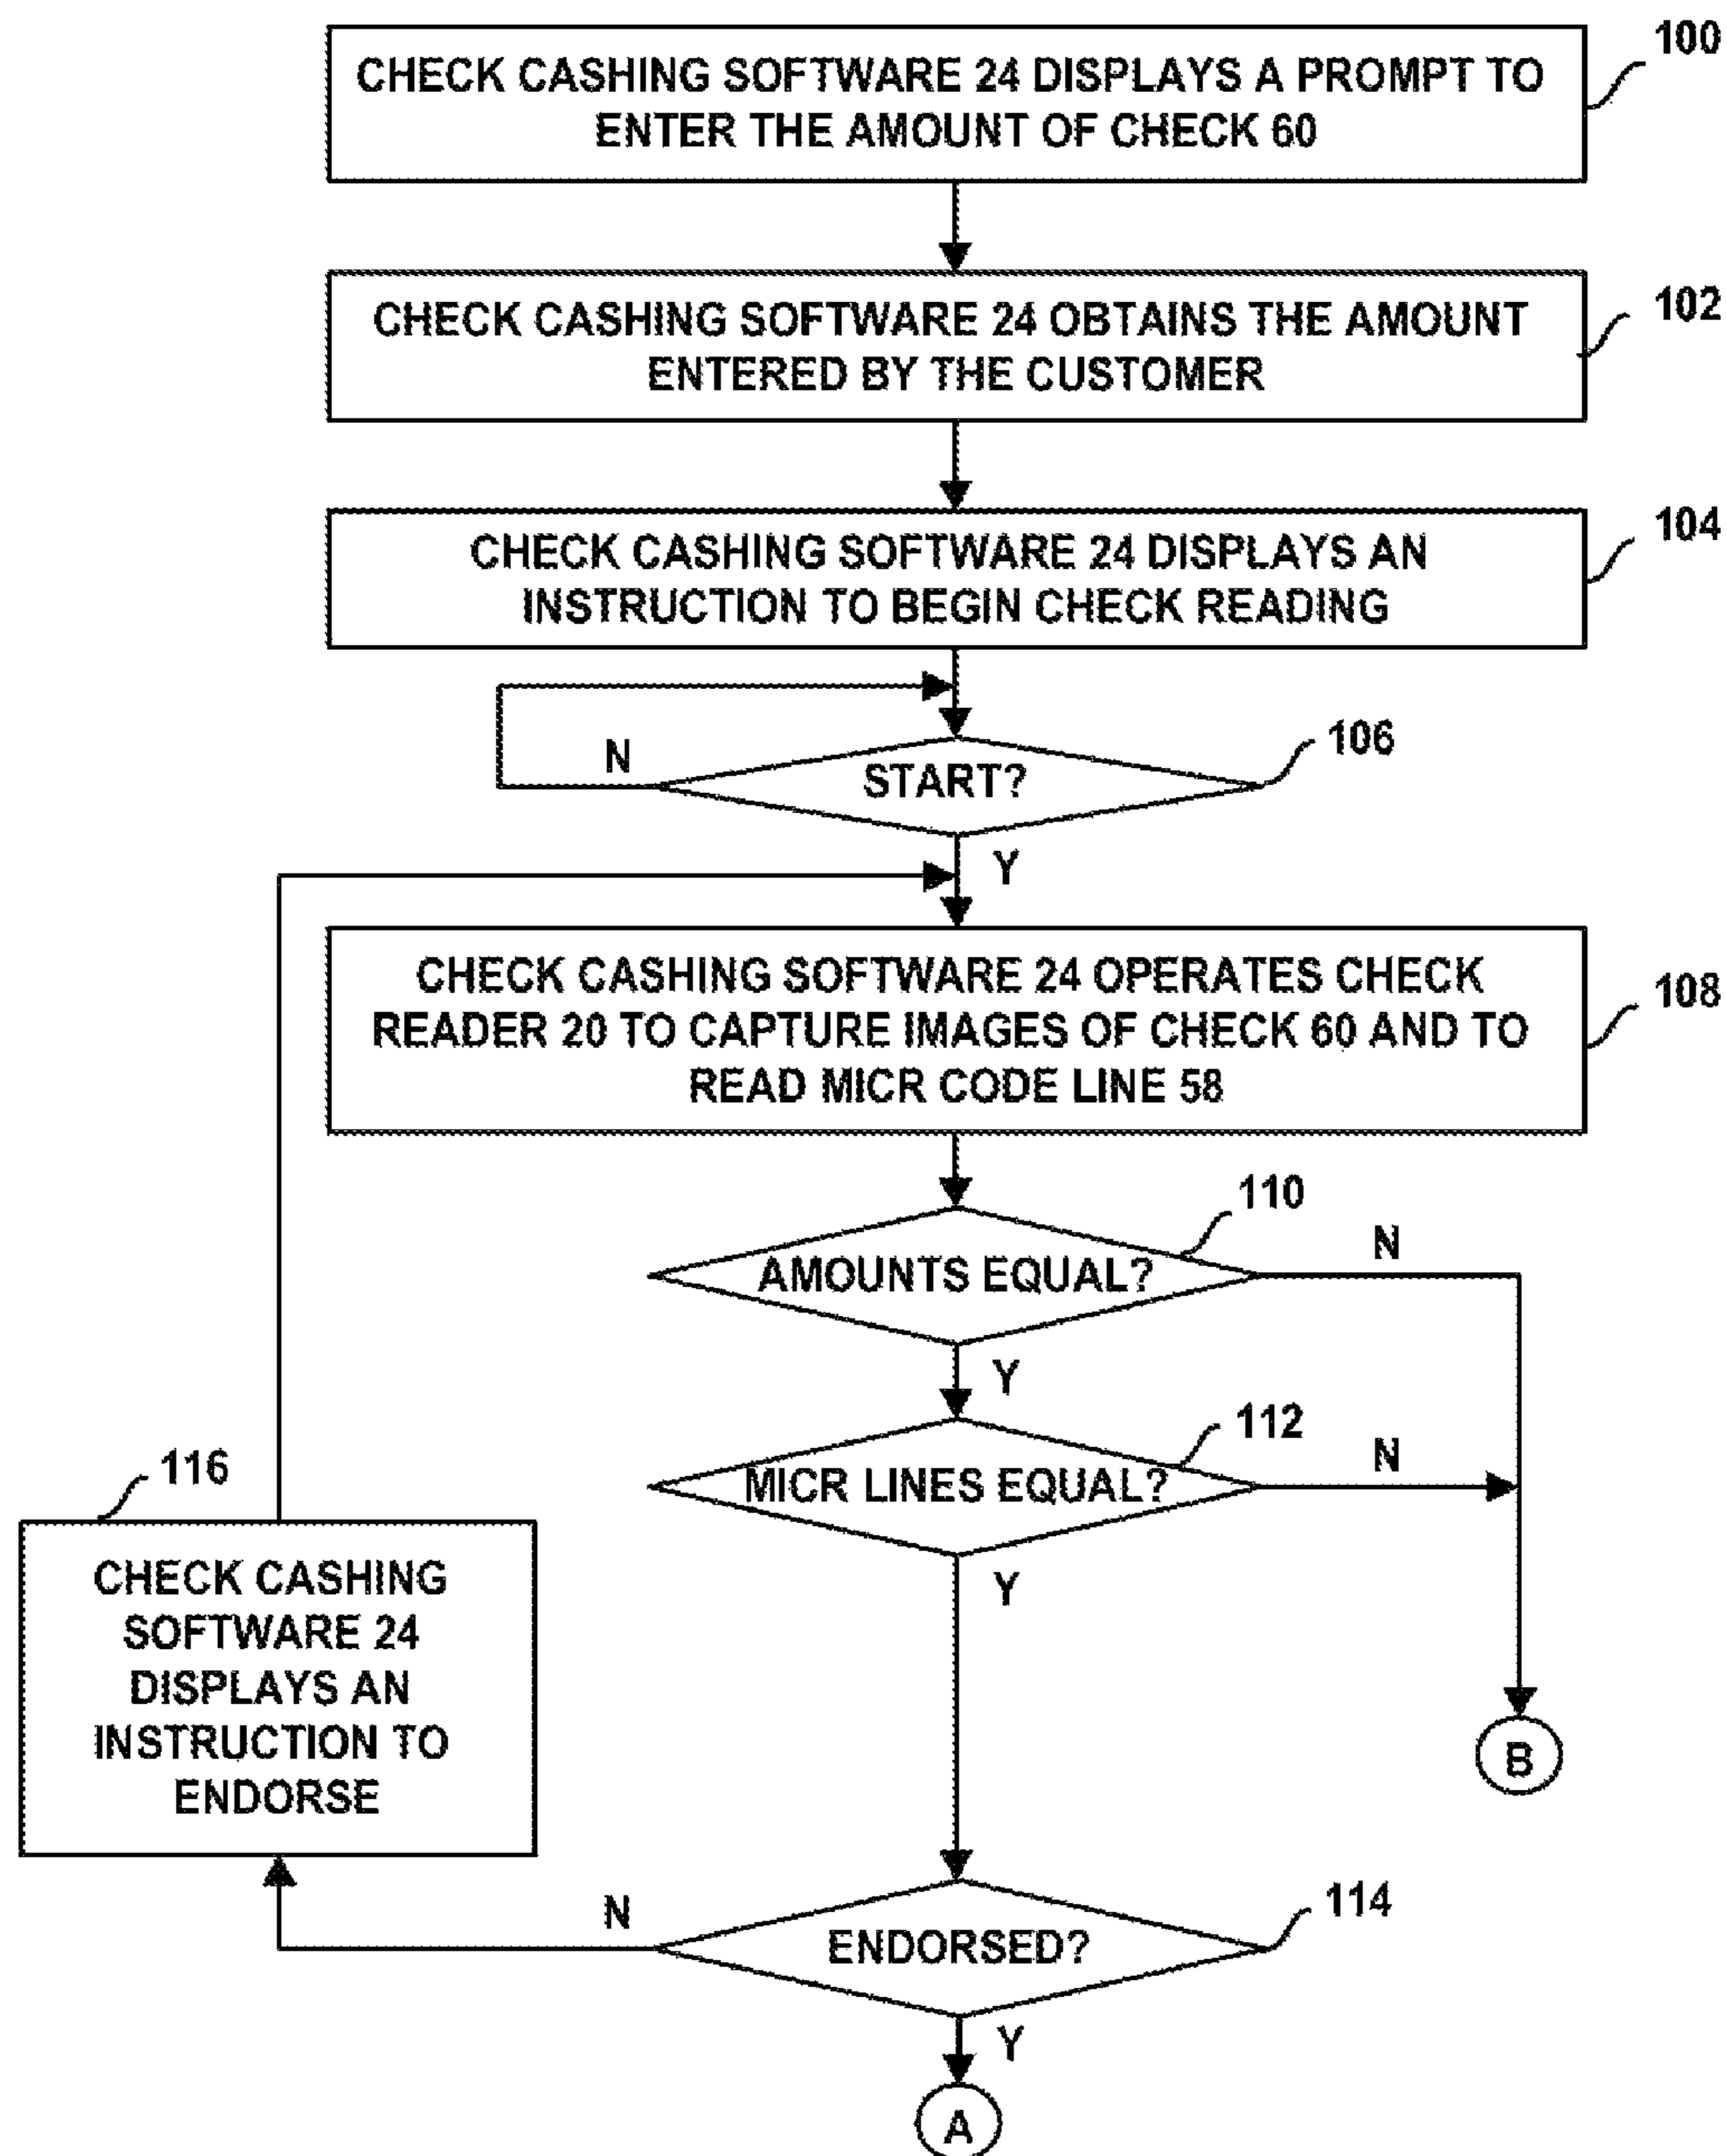 100
CHECK CASHING SOFTWARE 24 DISPLAYS A PROMPT TO
ENTER THE AMOUNT OF CHECK 60
102
CHECK CASHING SOFTWARE 24 OBTAINS THE AMOUNT
ENTERED BY THE CUSTOMER
104
CHECK CASHING SOFTWARE 24 DISPLAYS AN
INSTRUCTION TO BEGIN CHECK READING
106
N
START?
Y
CHECK CASHING SOFTWARE 24 OPERATES CHECK
READER 20 TO CAPTURE IMAGES OF CHECK 60 AND TO
READ MICR CODE LINE 58
108
110
N
AMOUNTS EQUAL?
Y
112
N
MICR LINES EQUAL?
Y
116
CHECK CASHING
SOFTWARE 24
DISPLAYS AN
INSTRUCTION TO
ENDORSE
B
N
114
ENDORSED?
Y
A